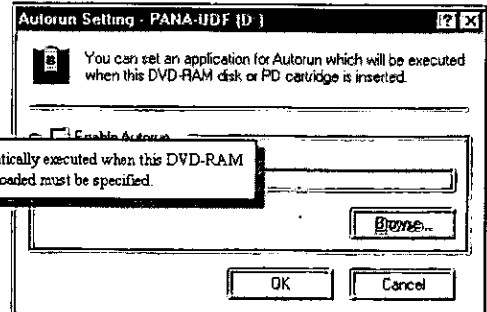 Autorun Setting - PANA-UDF (D:)
You can set an application for Autorun which will be executed
when this DVD-RAM disk or PD cartridge is inserted.
Enable Autorun
tically executed when this DVD-RAM
oaded must be specified.
Browse...
OK
Cancel